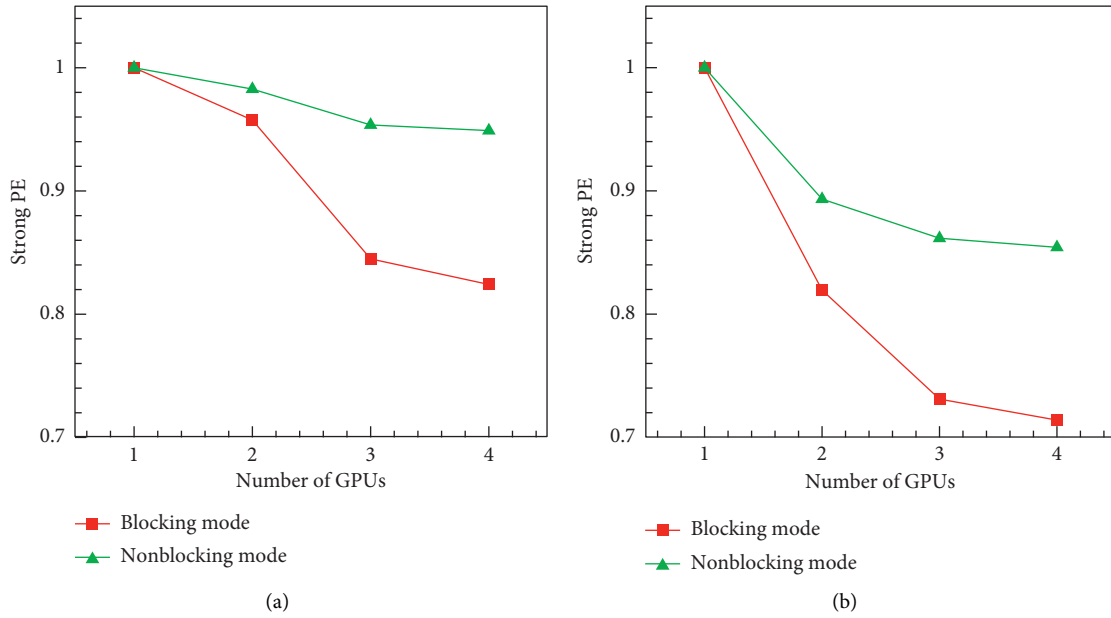 1
0.9
0.8
0.7
Strong PE
1
2
3
4
Number of GPUs
Blocking mode
Nonblocking mode
(a)
1
0.9
0.8
0.7
Strong PE
1
2
3
4
Number of GPUs
Blocking mode
Nonblocking mode
(b)